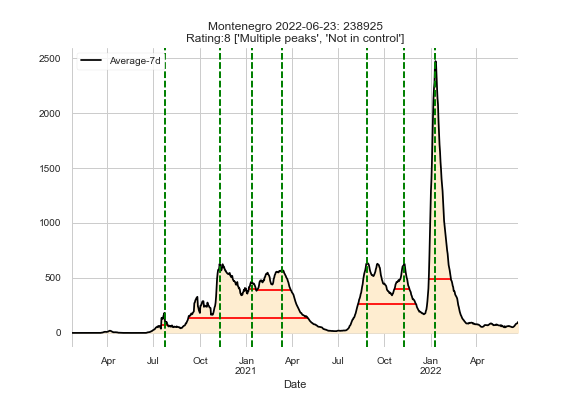 Montenegro 2022-06-23: 238925
Rating:8 ['Multiple peaks', 'Not in control']
Average-7d
2500
2000
1500
1000
500
0
Apr
Jul
Oct
Jan
2021
Apr
Jul
Oct
Jan
2022
Apr
Date